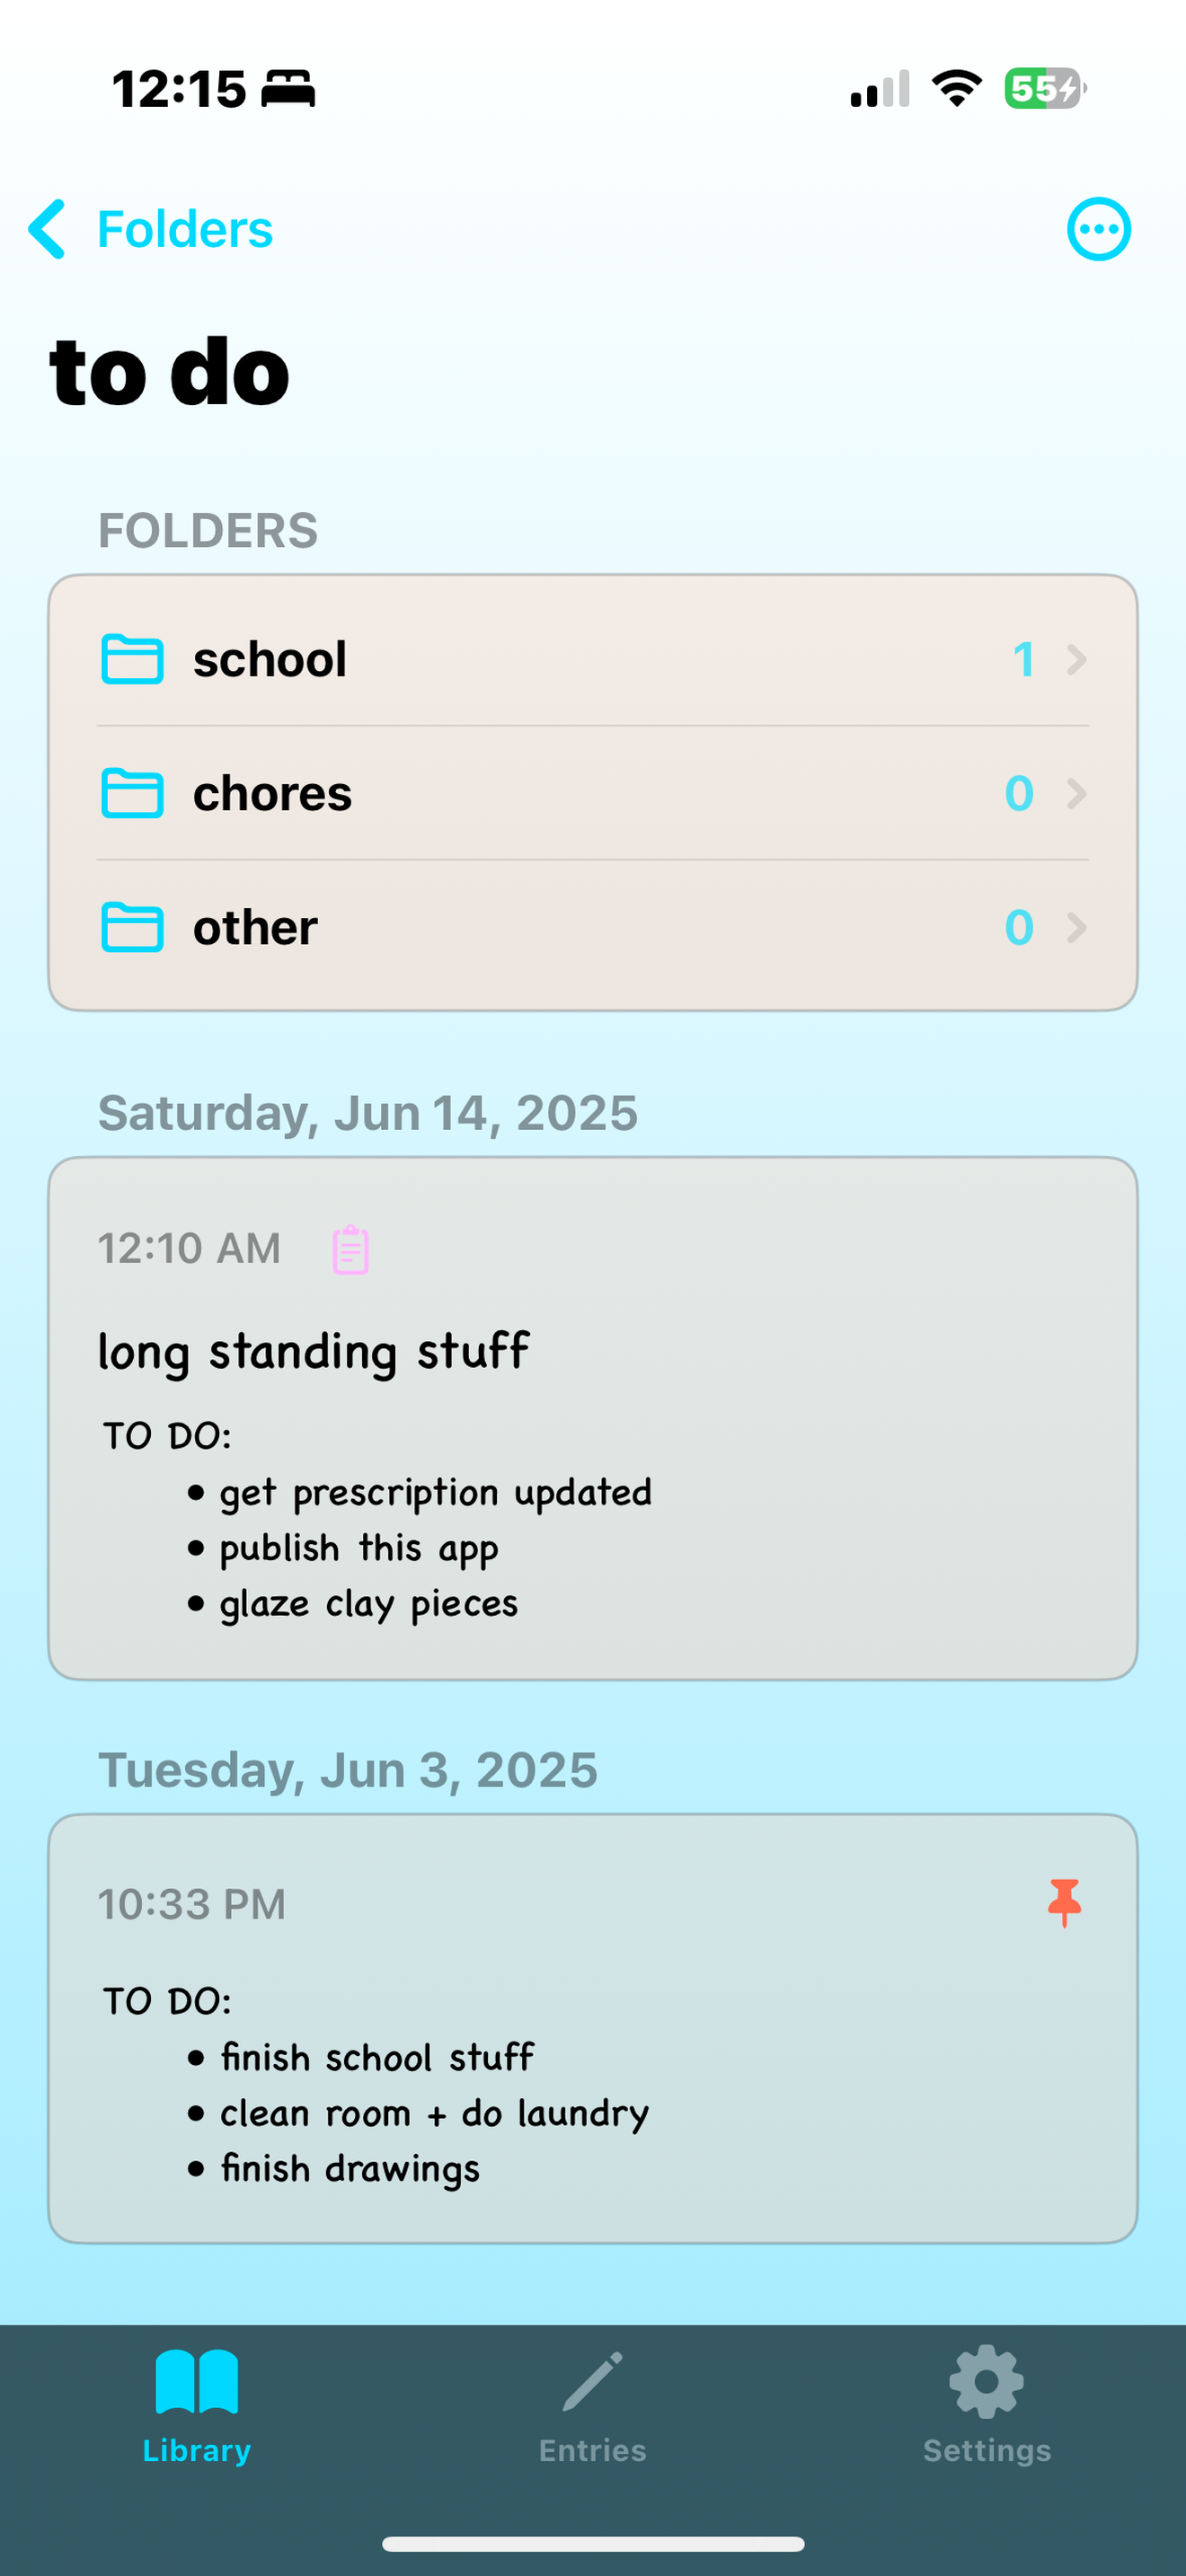 12:15
55
Folders
to do
FOLDERS
school 1
chores 0
other 0
Saturday, Jun 14, 2025
12:10 AM
long standing stuff
TO DO:
• get prescription updated
• publish this app
• glaze clay pieces
Tuesday, Jun 3, 2025
10:33 PM
TO DO:
• finish school stuff
• clean room + do laundry
• finish drawings
Library
Entries
Settings